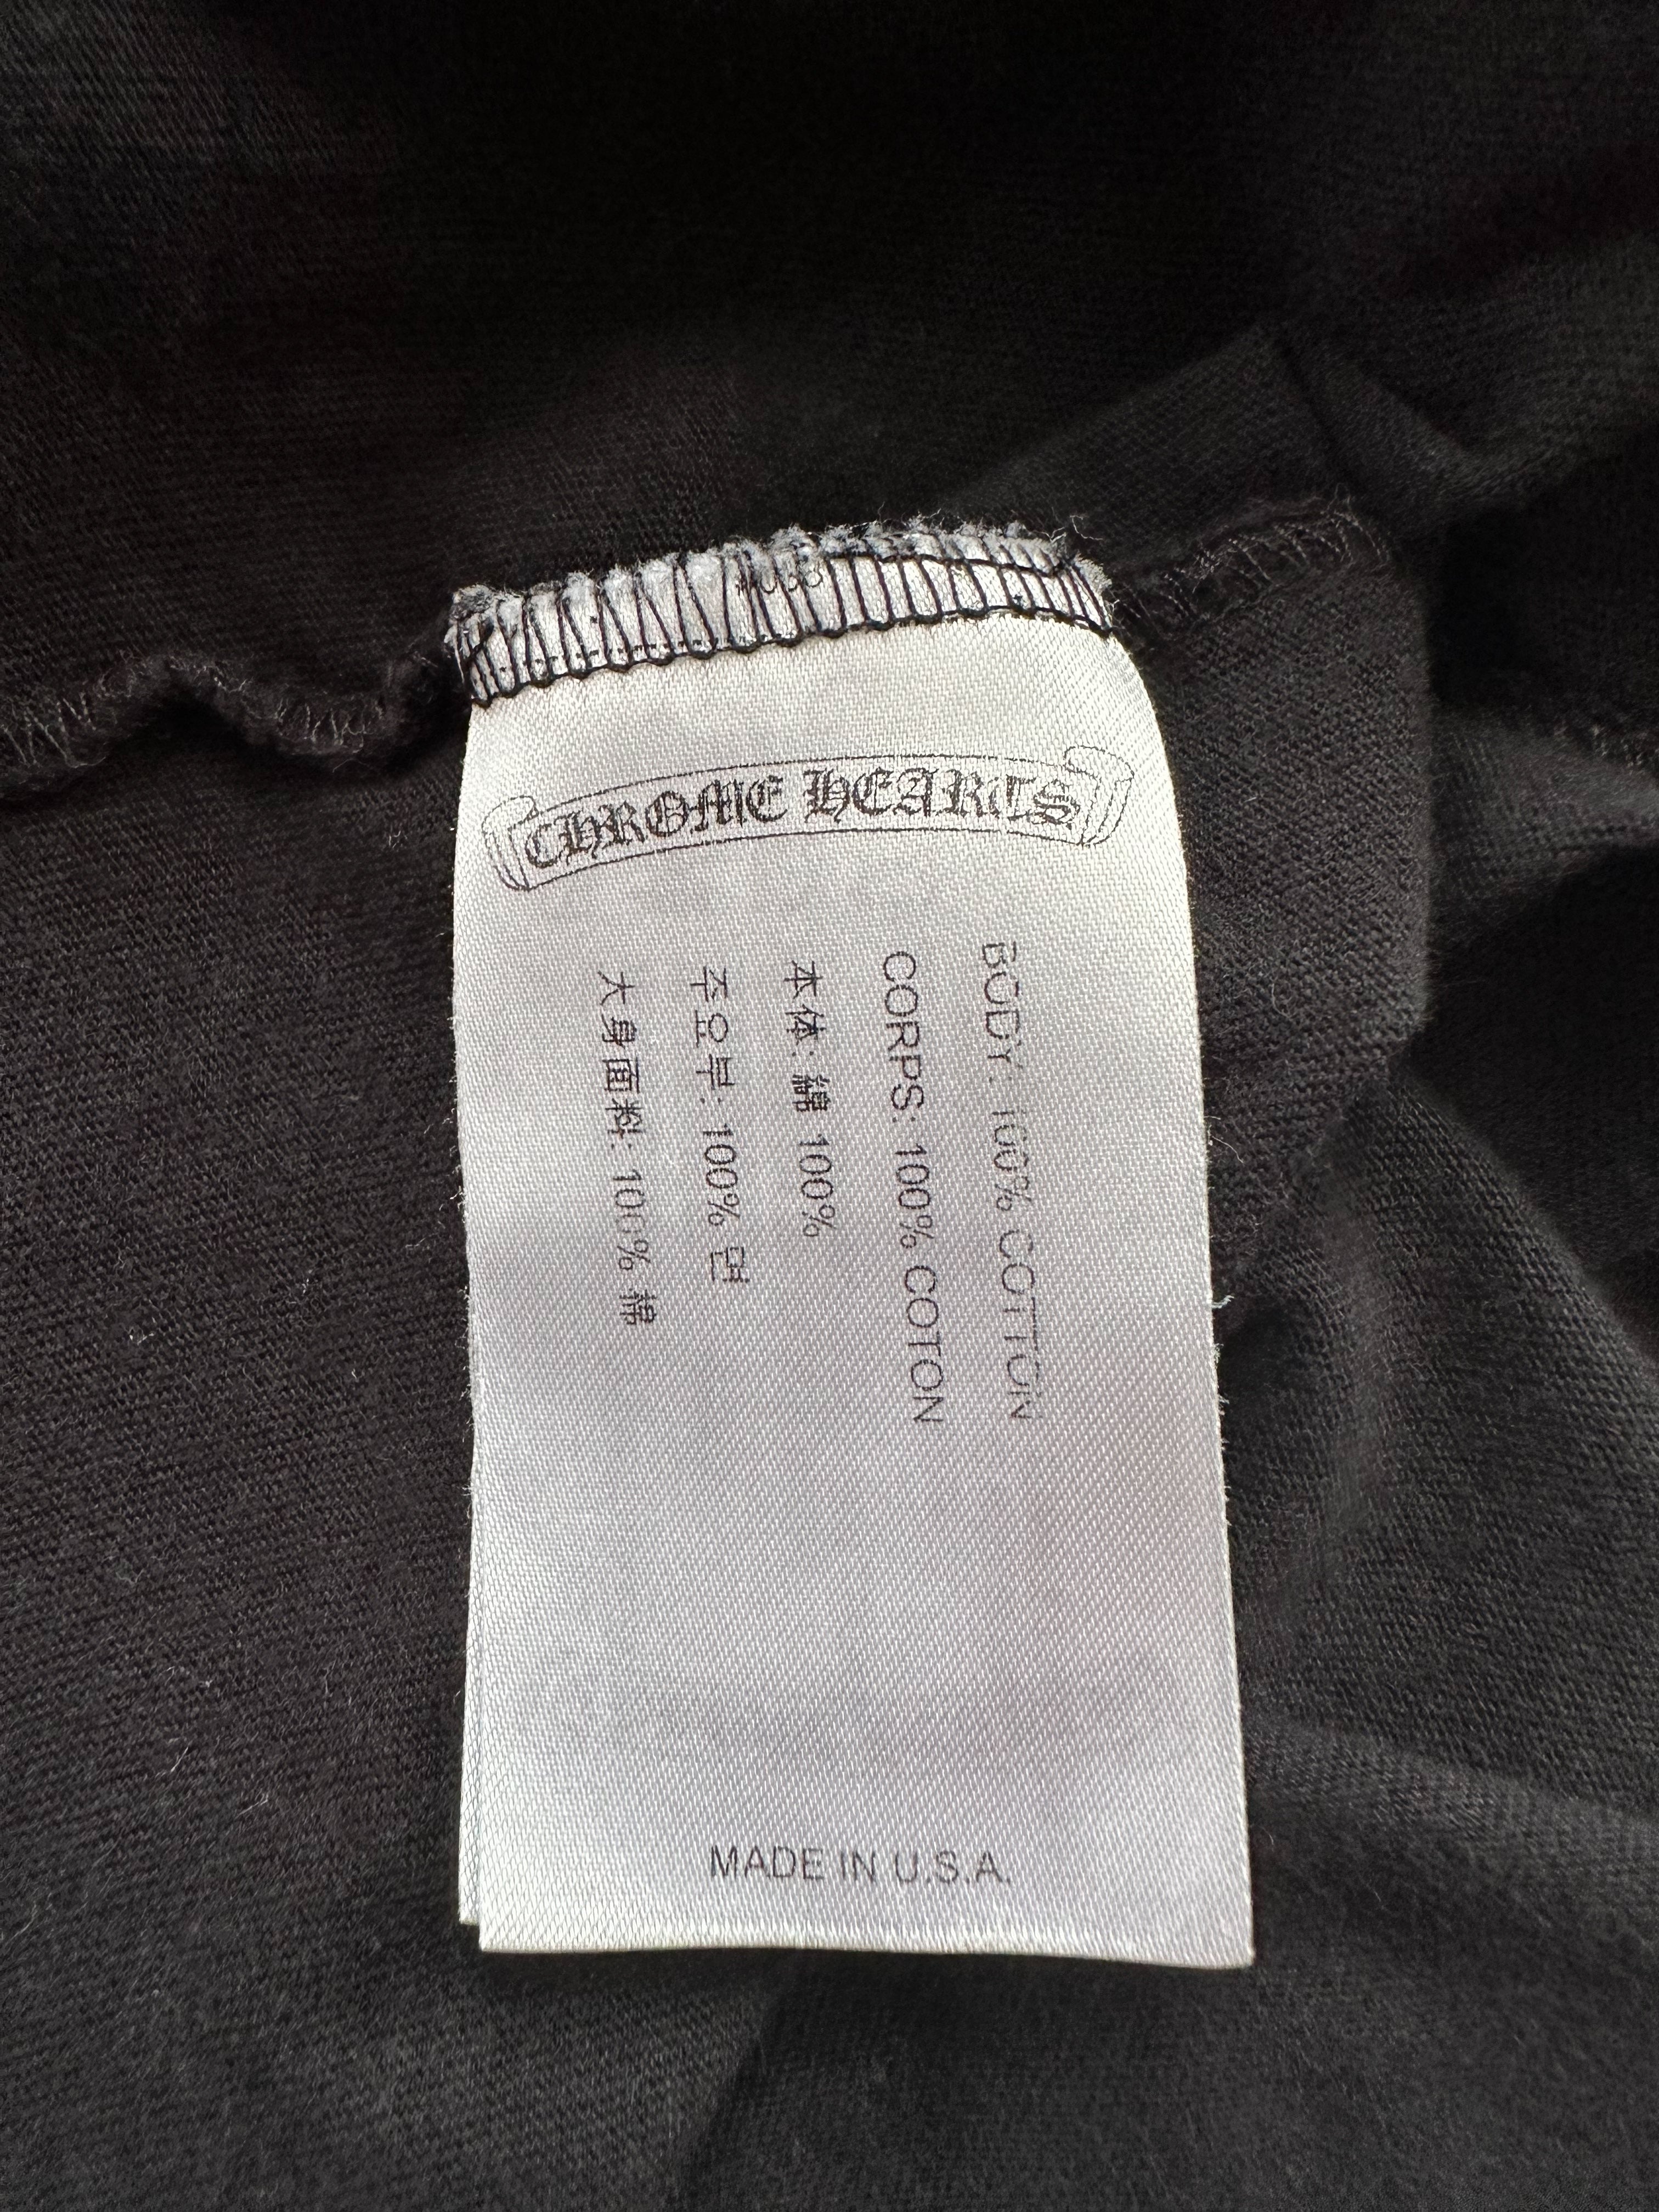 CHROME HEARTS
BODY: 100% COTTON
CORPS: 100% COTON
本体: 綿 100%
주요부: 100% 면
大身面料: 100% 棉
MADE IN U.S.A.